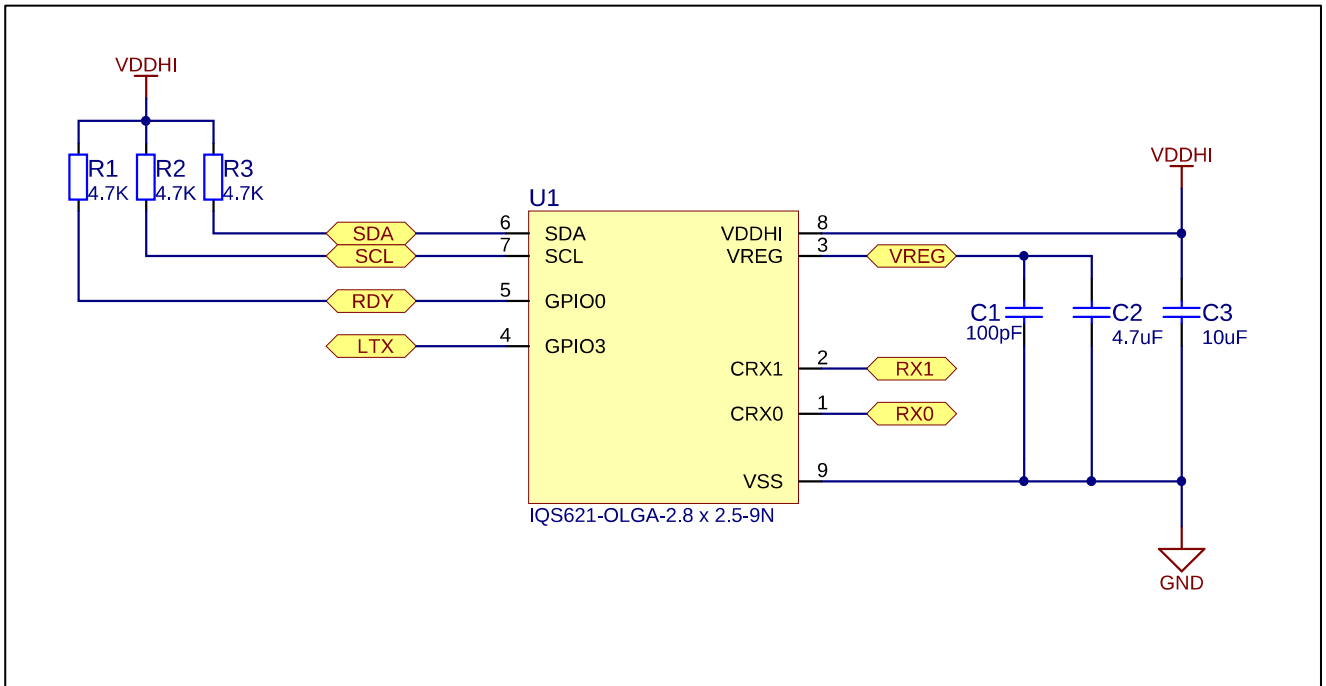 VDDHI
R1
4.7K
R2
4.7K
R3
4.7K
SDA
SCL
RDY
LTX
U1
6
7
5
4
SDA
SCL
GPIO0
GPIO3
VDDHI
VREG
CRX1
CRX0
VSS
8
3
2
1
9
IQS621-OLGA-2.8 x 2.5-9N
VREG
RX1
RX0
VDDHI
C1
100pF
C2
4.7uF
C3
10uF
GND